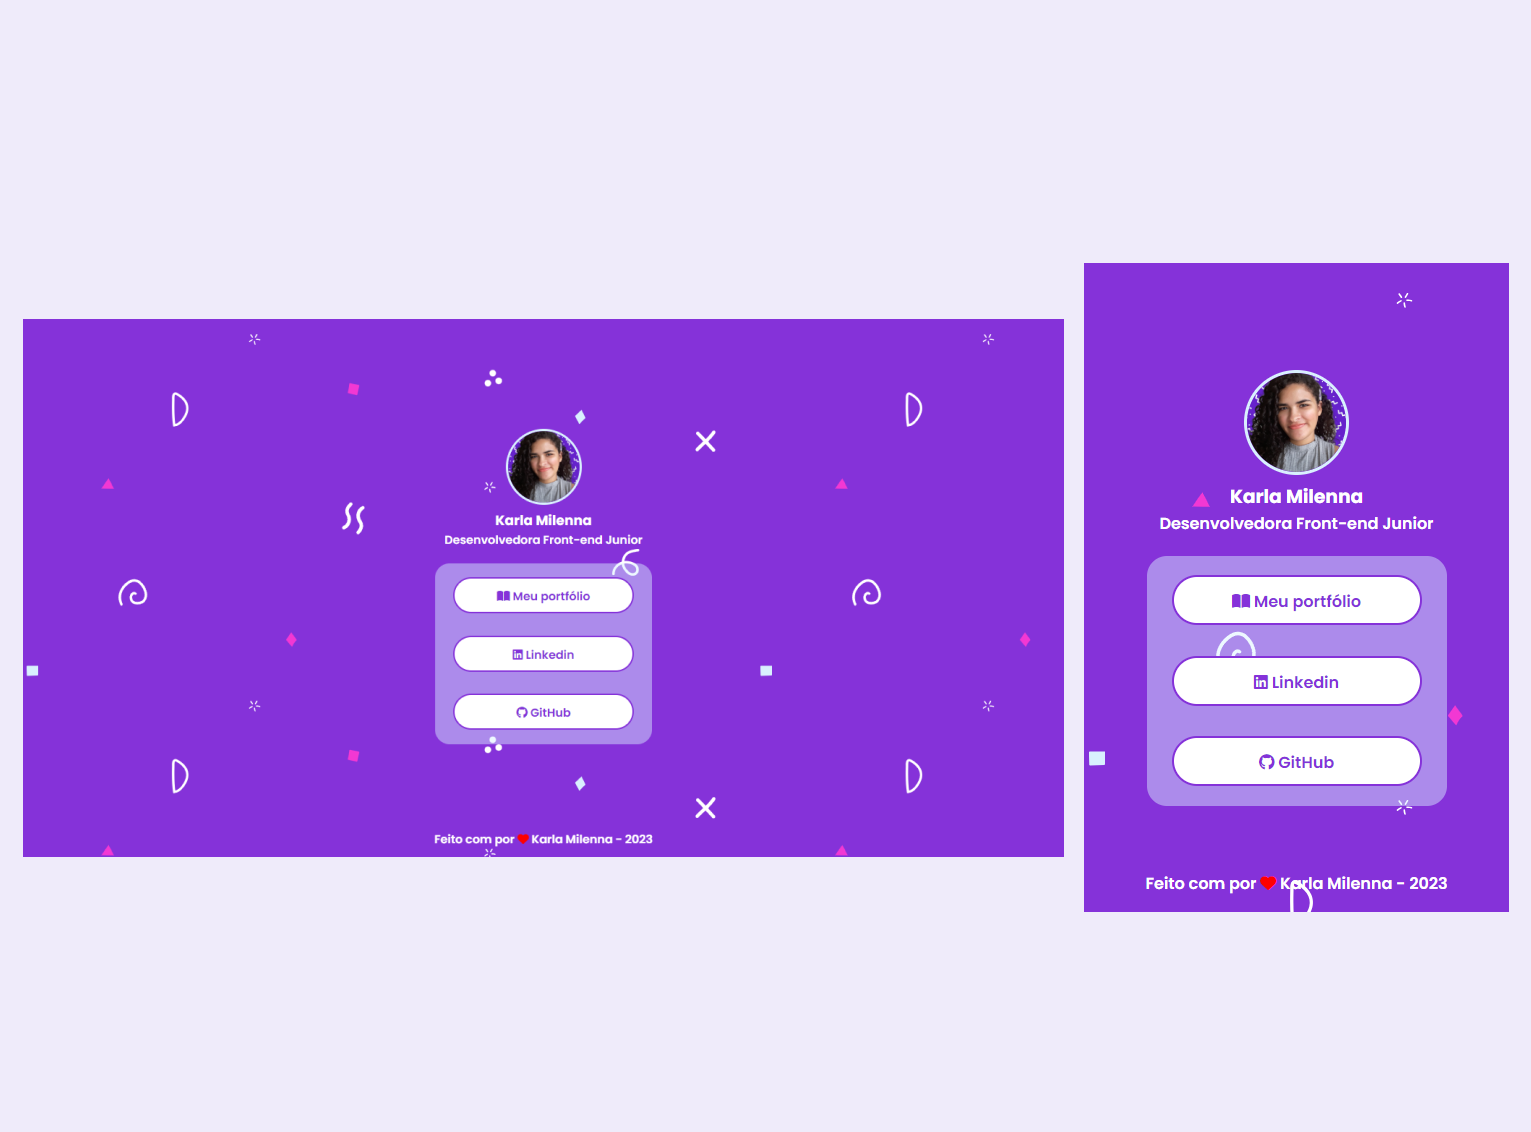 Karla Milenna
Desenvolvedora Front-end Junior
Meu portfólio
Linkedin
GitHub
Feito com por Karla Milenna - 2023
Karla Milenna
Desenvolvedora Front-end Junior
Meu portfólio
Linkedin
GitHub
Feito com por Karla Milenna - 2023